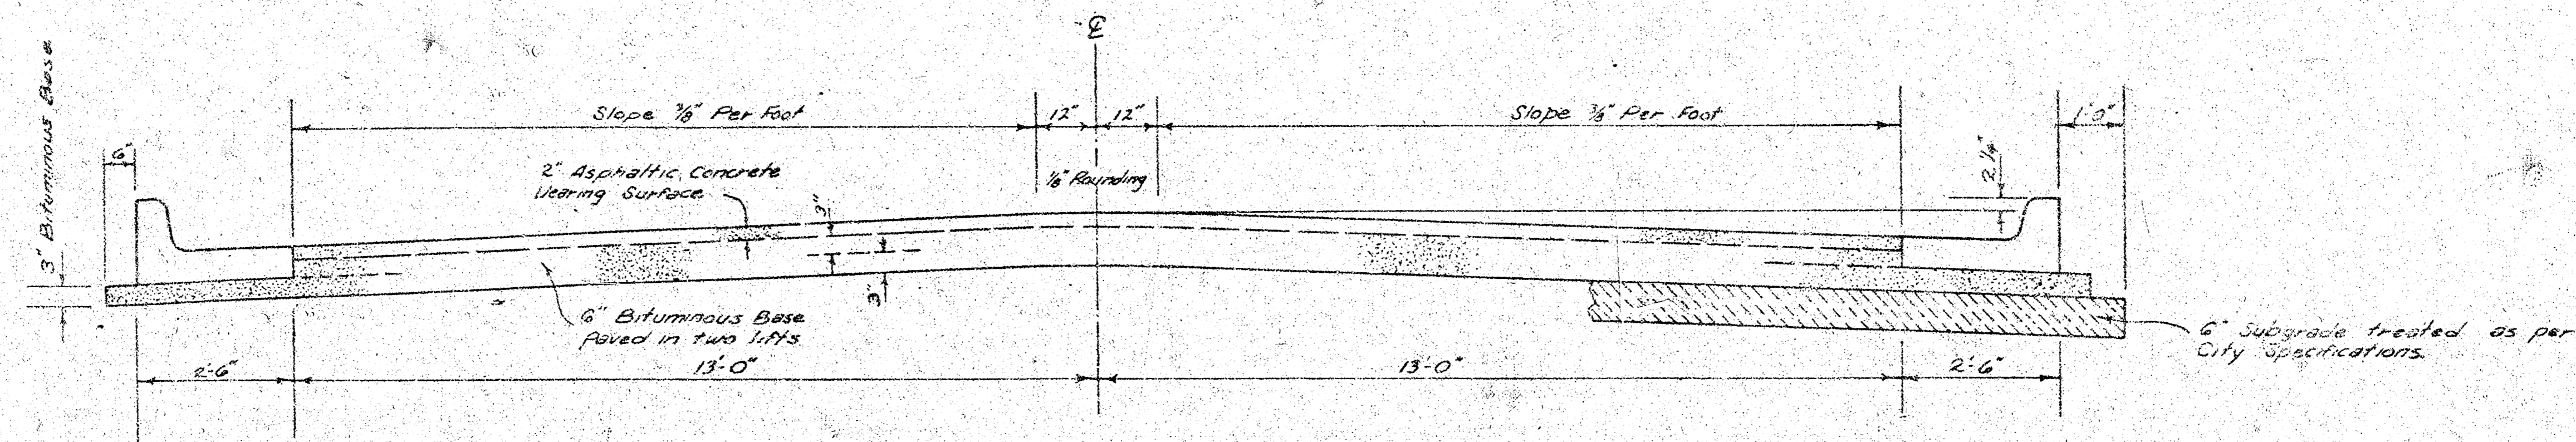 ℄
3" Bituminous Base
Slope 3/8" Per Foot
12"
12"
Slope 3/8" Per Foot
1'-0"
6"
2" Asphaltic Concrete
Wearing Surface
1/8" Rounding
2 1/4"
3"
3"
6" Bituminous Base
Paved in two lifts
6" Subgrade treated as per
City Specifications.
2'-6"
13'-0"
13'-0"
2'-6"